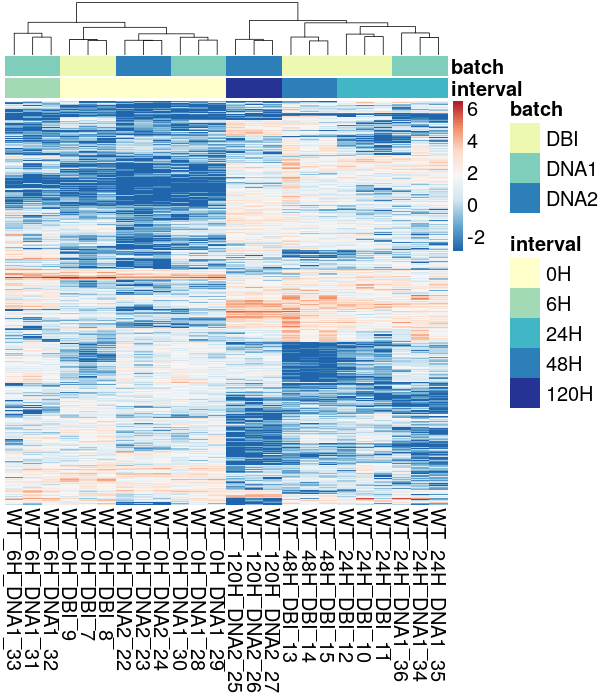 batch
interval
6
4
2
0
-2
batch
DBI
DNA1
DNA2
interval
0H
6H
24H
48H
120H
WT_6H_DNA1_33
WT_6H_DNA1_31
WT_6H_DNA1_32
WT_0H_DBI_9
WT_0H_DBI_7
WT_0H_DBI_8
WT_0H_DNA2_22
WT_0H_DNA2_23
WT_0H_DNA2_24
WT_0H_DNA1_30
WT_0H_DNA1_28
WT_0H_DNA1_29
WT_120H_DNA2_25
WT_120H_DNA2_26
WT_120H_DNA2_27
WT_48H_DBI_13
WT_48H_DBI_14
WT_48H_DBI_15
WT_24H_DBI_12
WT_24H_DBI_10
WT_24H_DBI_11
WT_24H_DNA1_36
WT_24H_DNA1_34
WT_24H_DNA1_35